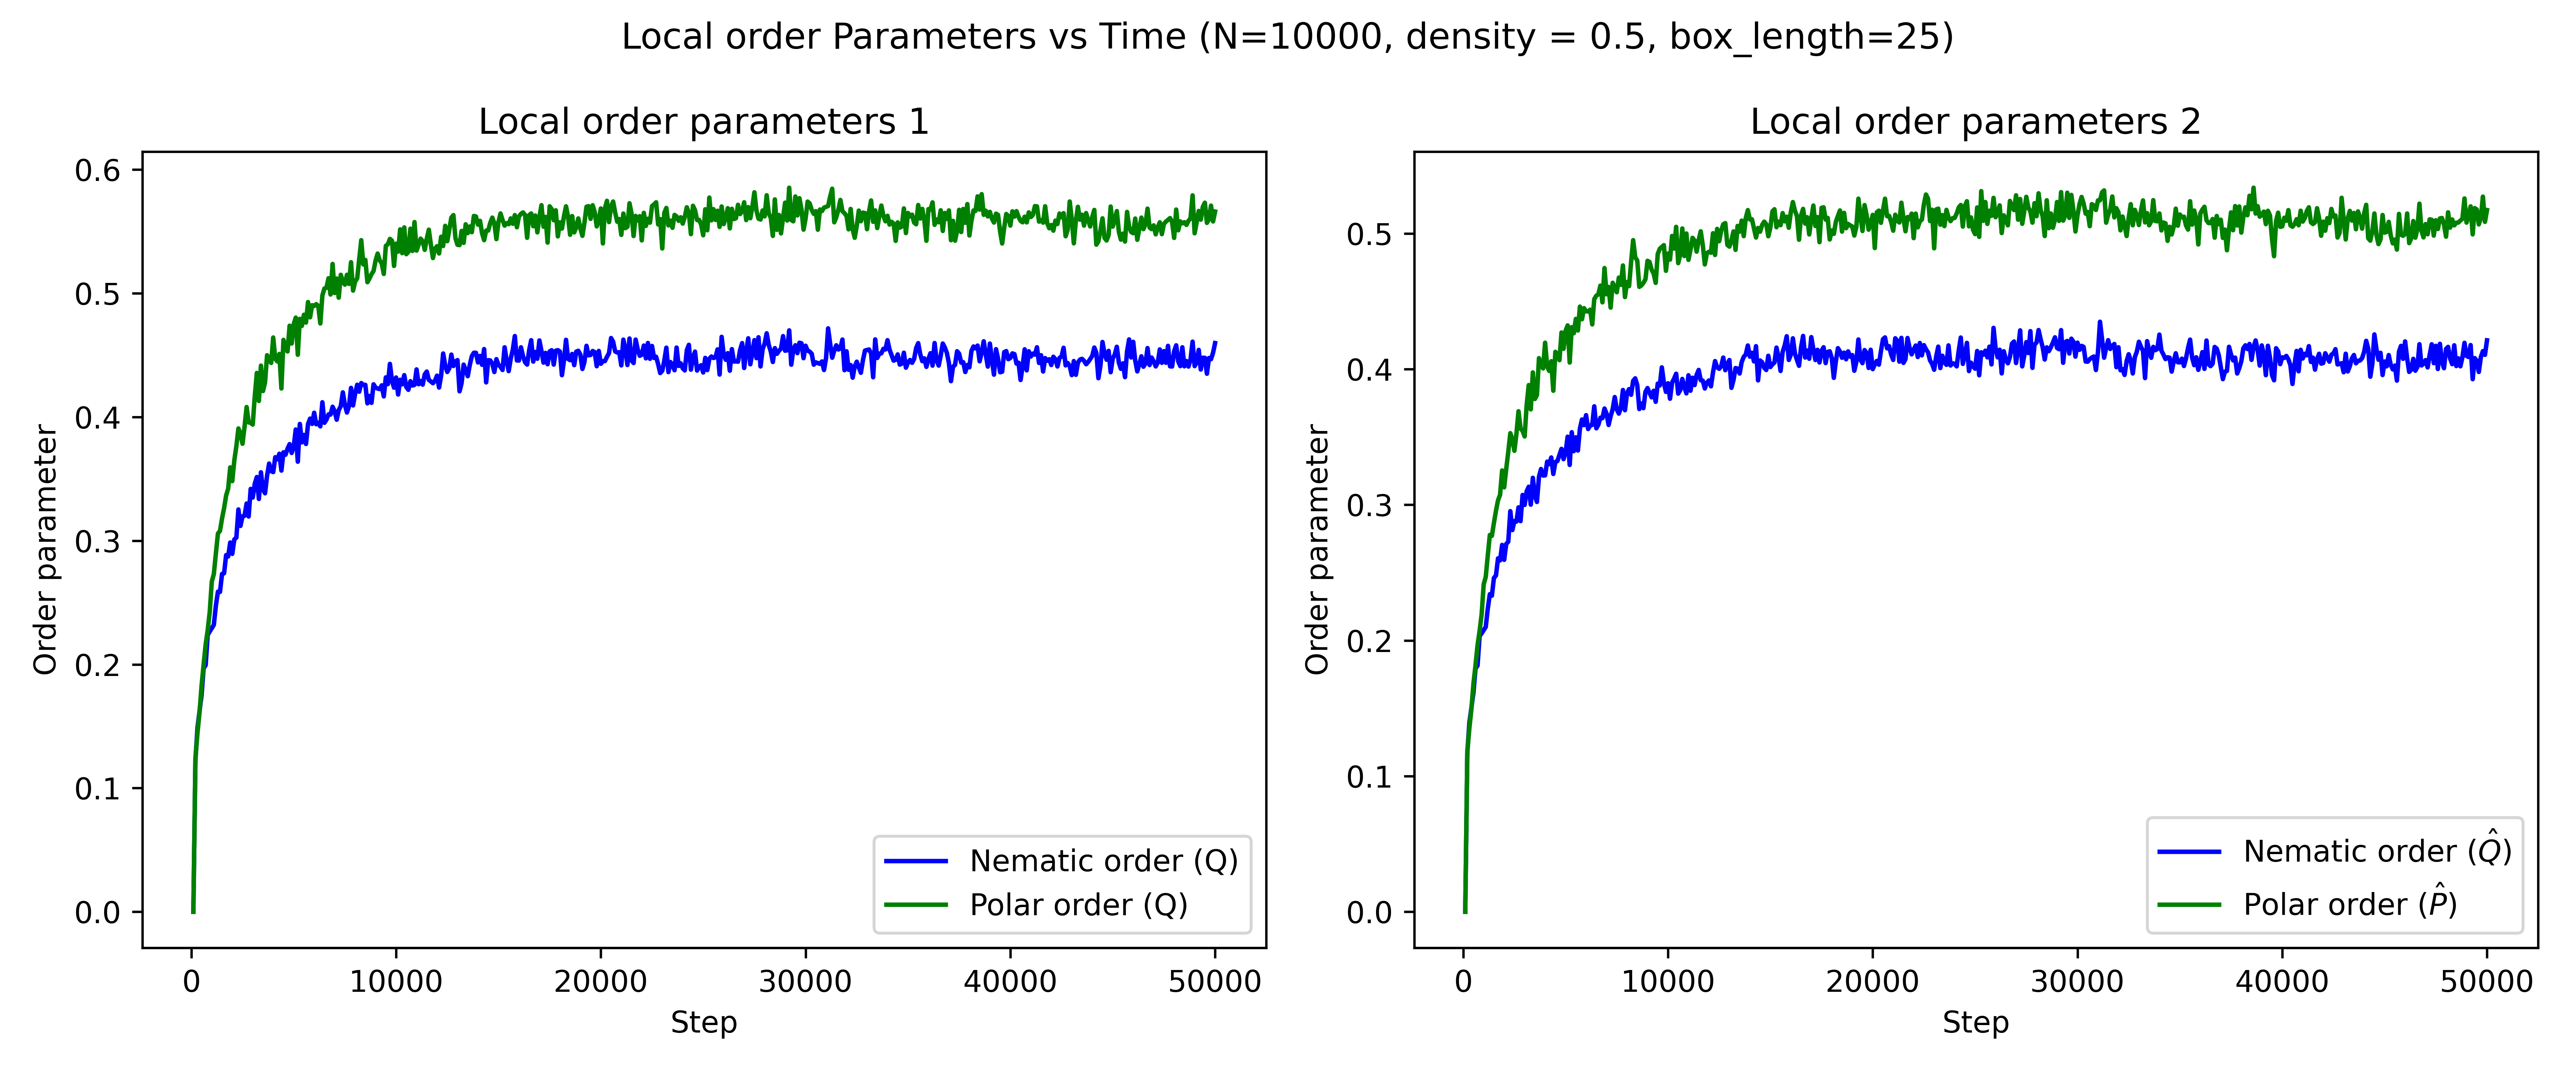 Local order Parameters vs Time (N=10000, density = 0.5, box_length=25)
Local order parameters 1
Order parameter
0.6
0.5
0.4
0.3
0.2
0.1
0.0
Nematic order (Q)
Polar order (Q)
0 10000 20000 30000 40000 50000
Step
Local order parameters 2
Order parameter
0.5
0.4
0.3
0.2
0.1
0.0
Nematic order (Q̂)
Polar order (P̂)
0 10000 20000 30000 40000 50000
Step